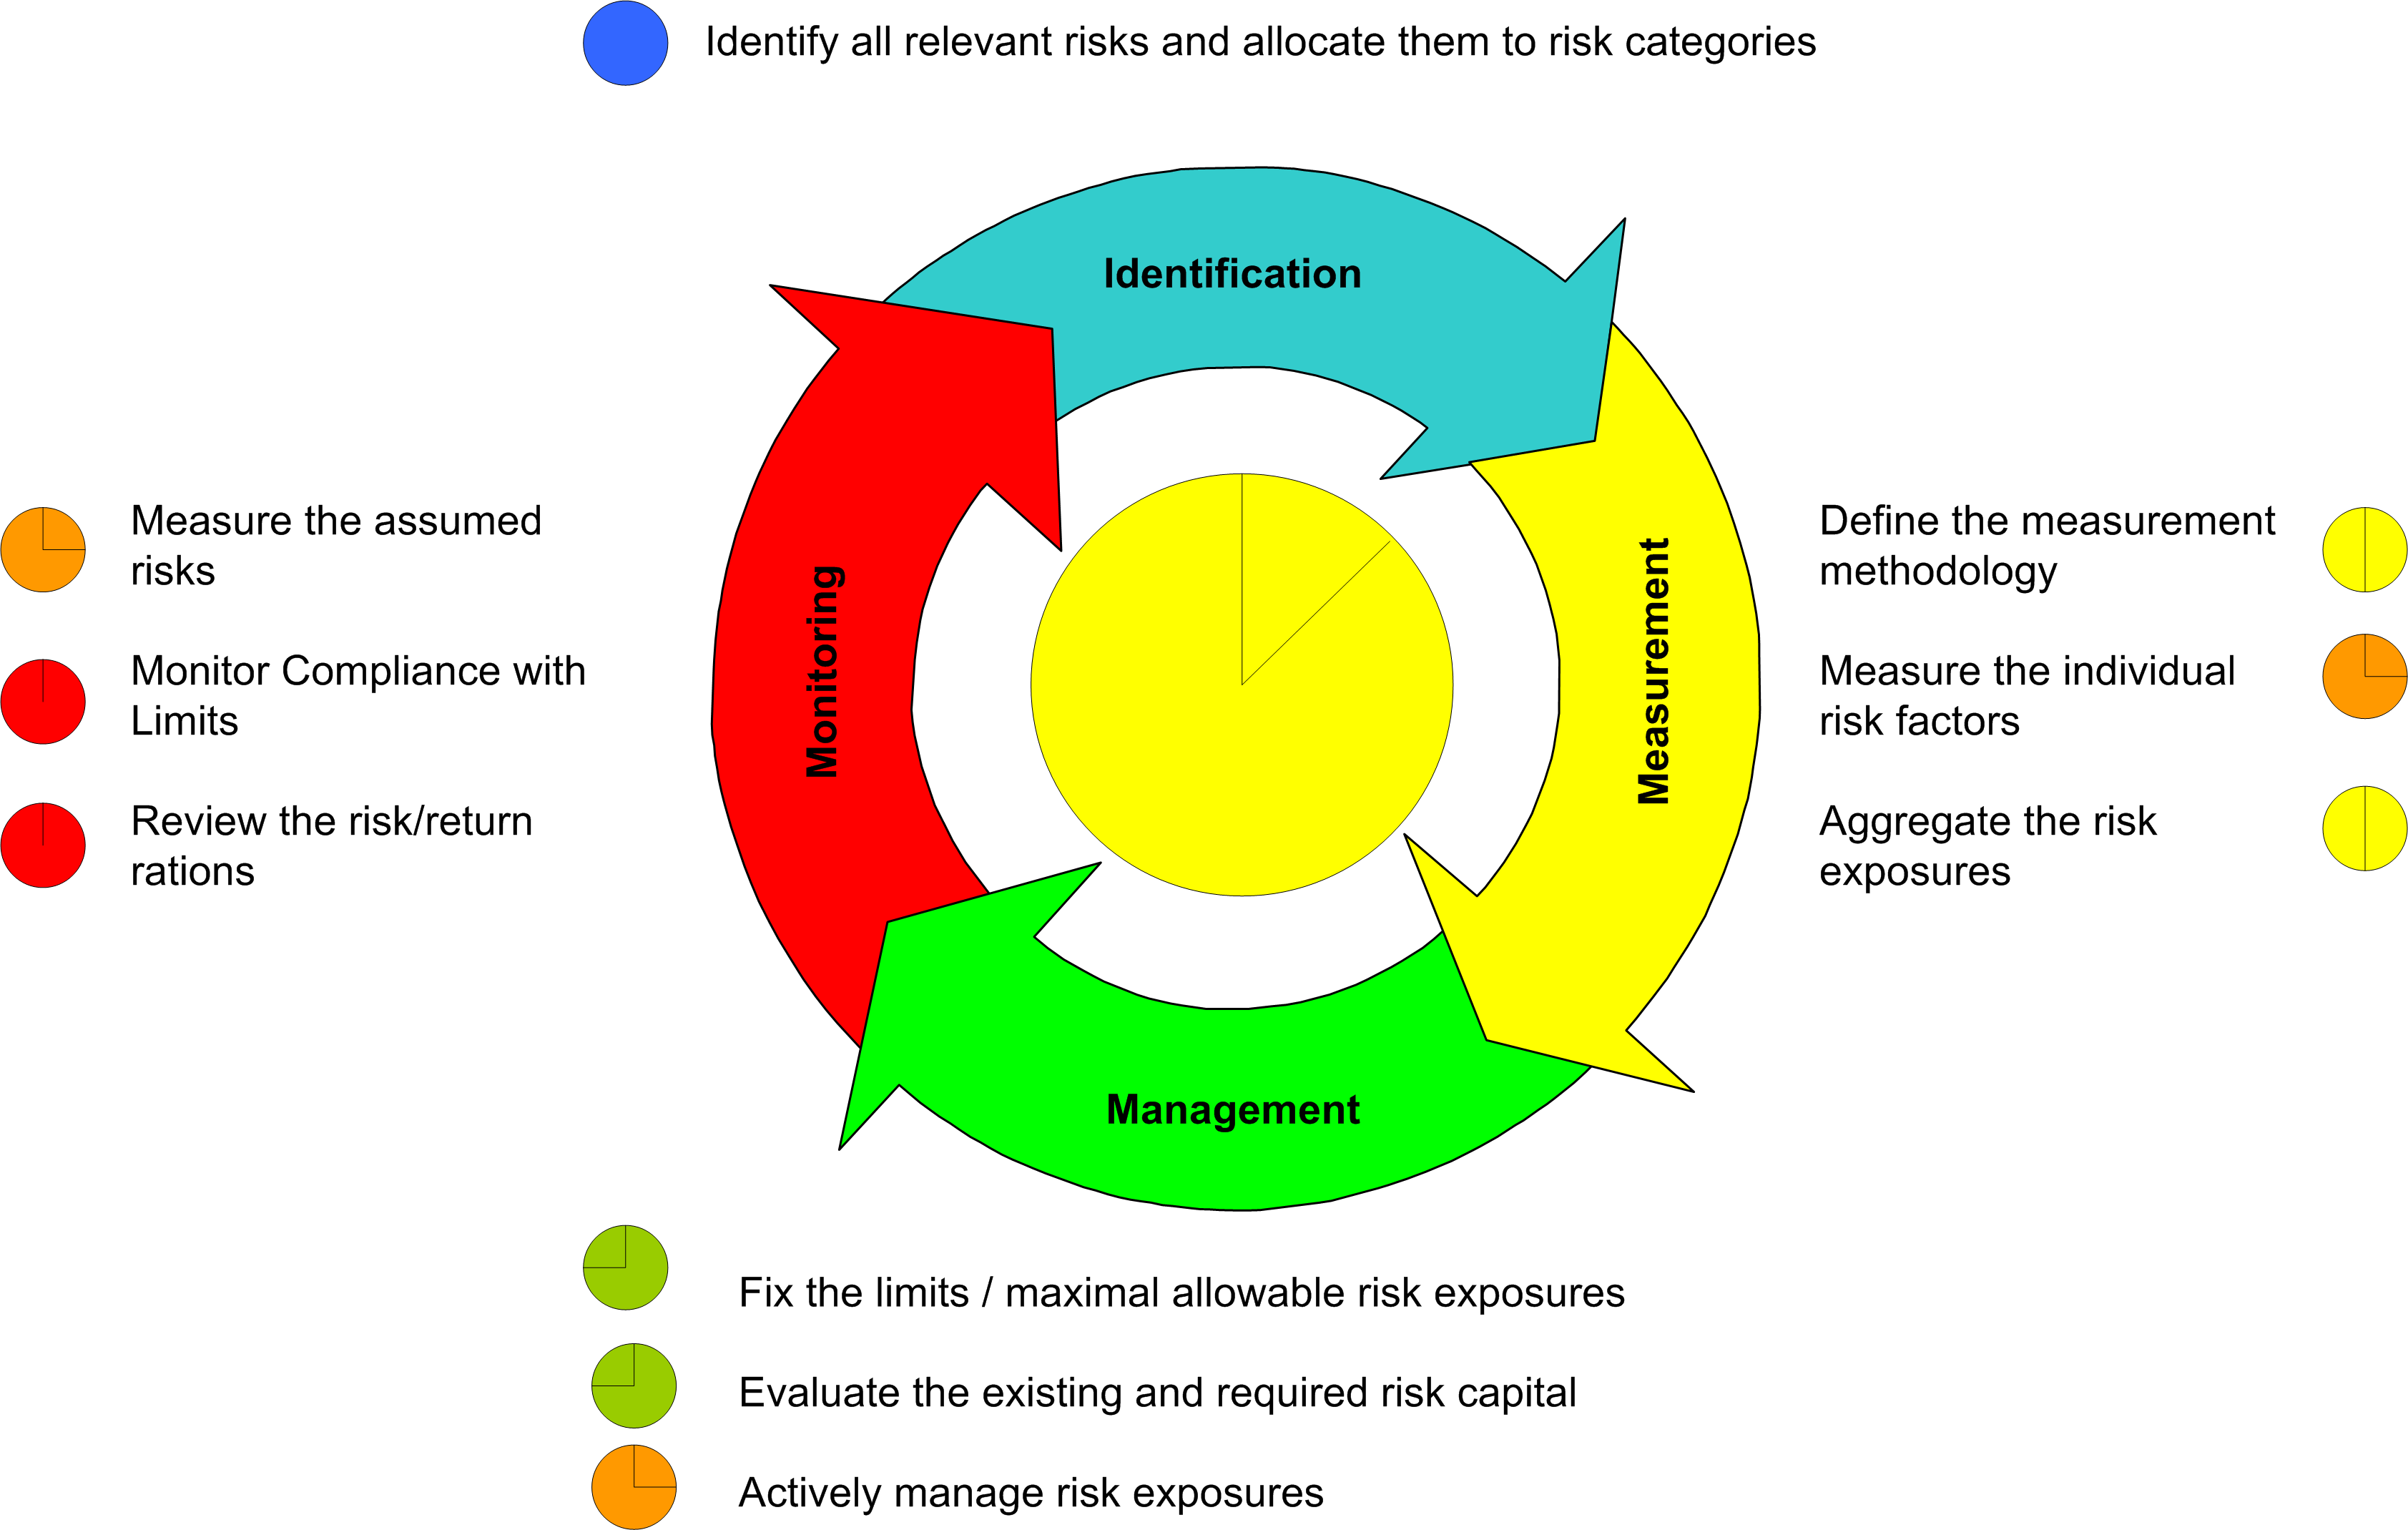 Identify all relevant risks and allocate them to risk categories
Identification
Measurement
Management
Monitoring
Measure the assumed
risks
Monitor Compliance with
Limits
Review the risk/return
rations
Define the measurement
methodology
Measure the individual
risk factors
Aggregate the risk
exposures
Fix the limits / maximal allowable risk exposures
Evaluate the existing and required risk capital
Actively manage risk exposures